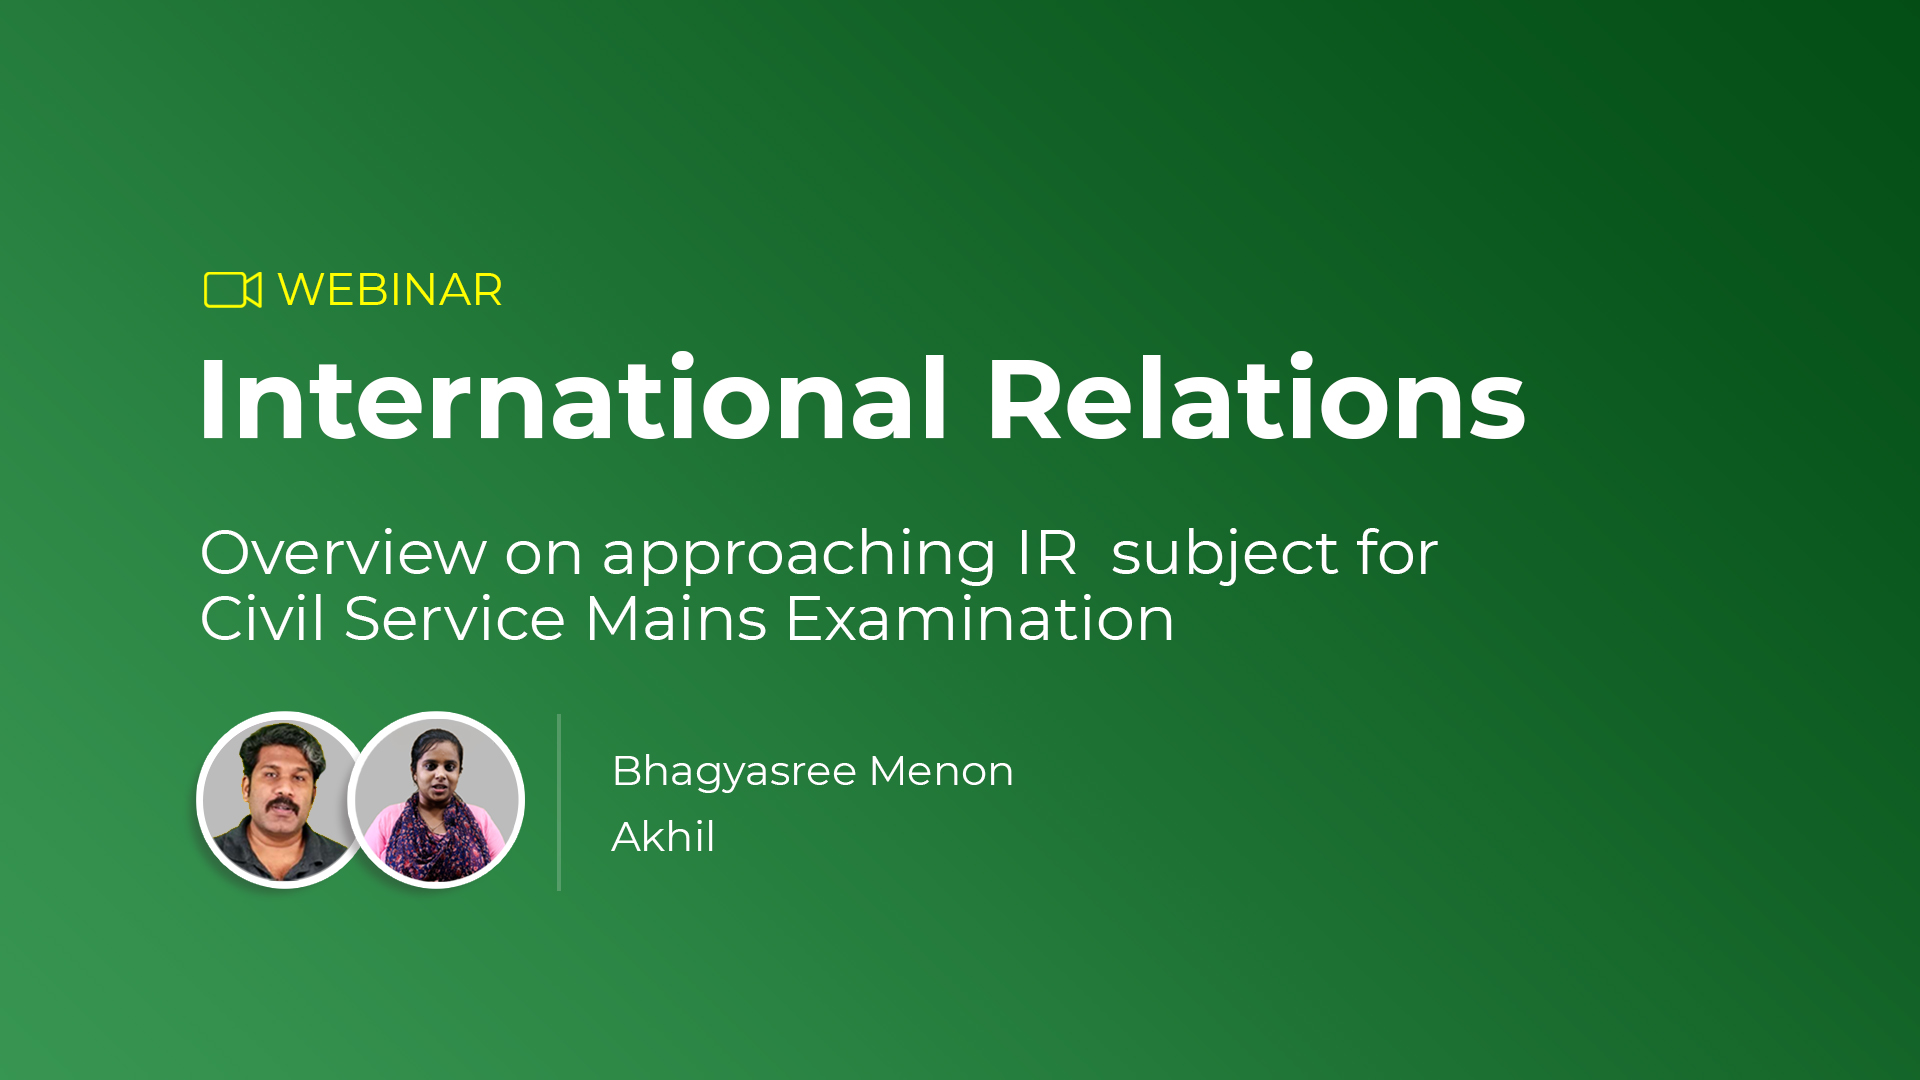 WEBINAR
International Relations
Overview on approaching IR  subject for
Civil Service Mains Examination
Bhagyasree Menon
Akhil